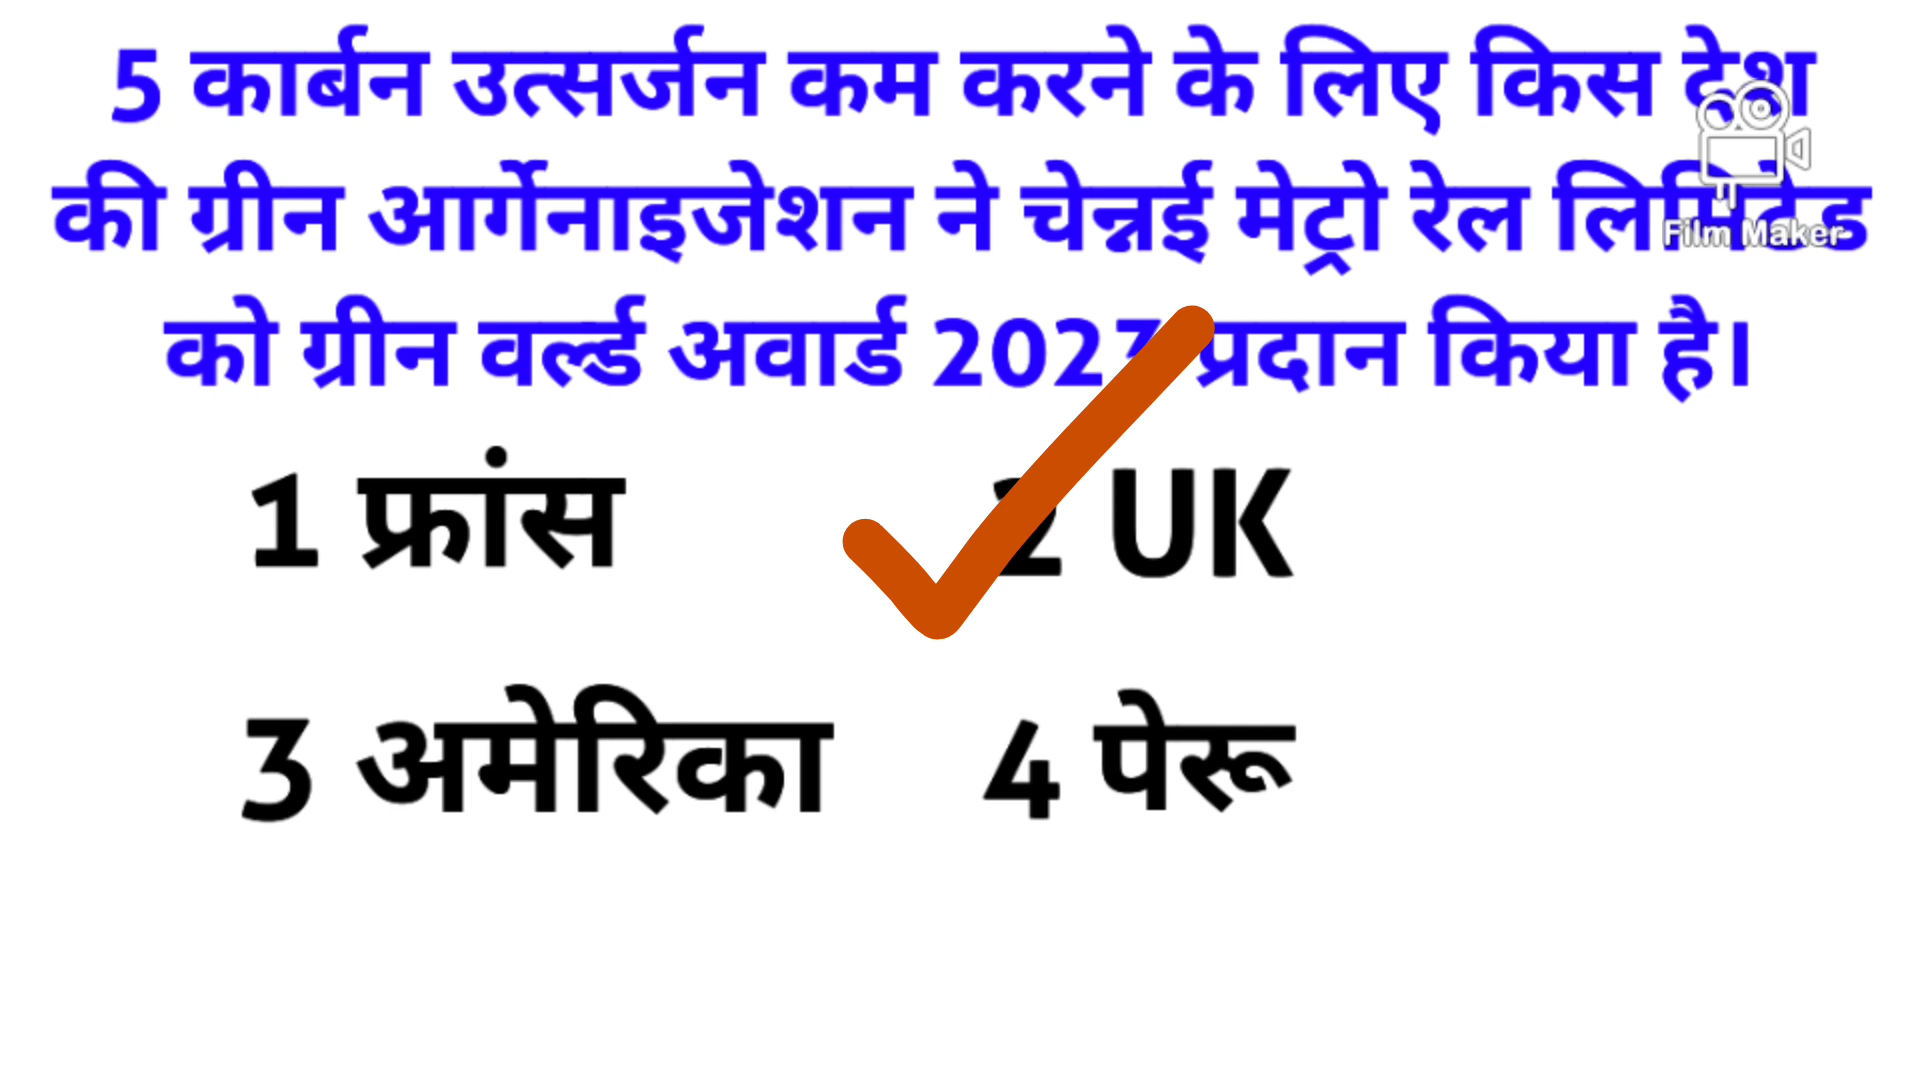 5 कार्बन उत्सर्जन कम करने के लिए किस देश
की ग्रीन आर्गेनाइजेशन ने चेन्नई मेट्रो रेल लिमिटेड
Film Maker
को ग्रीन वर्ल्ड अवार्ड 2023 प्रदान किया है।
1 फ्रांस 2 UK
3 अमेरिका 4 पेरू